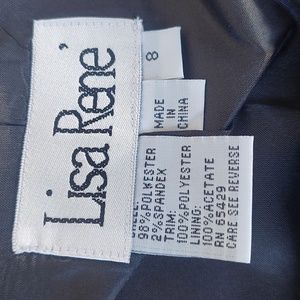 Lisa René
8
MADE
IN
CHINA
SHELL:
98%POLYESTER
2%SPANDEX
TRIM:
100%POLYESTER
LINING:
100%ACETATE
RN 65429
CARE SEE REVERSE